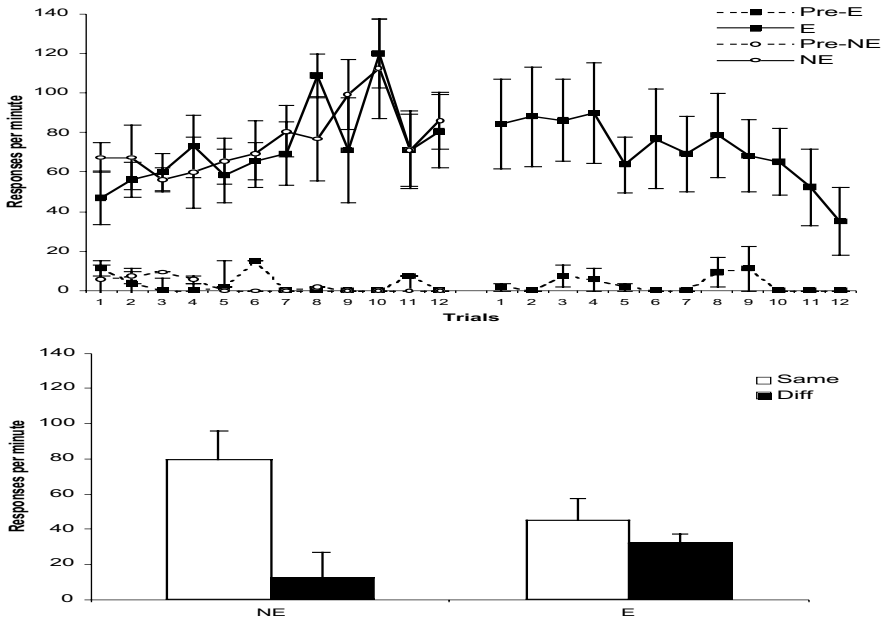 Pre-E
E
Pre-NE
NE
Responses per minute
140
120
100
80
60
40
20
0
1 2 3 4 5 6 7 8 9 10 11 12 1 2 3 4 5 6 7 8 9 10 11 12
Trials
Same
Diff
Responses per minute
140
120
100
80
60
40
20
0
NE E